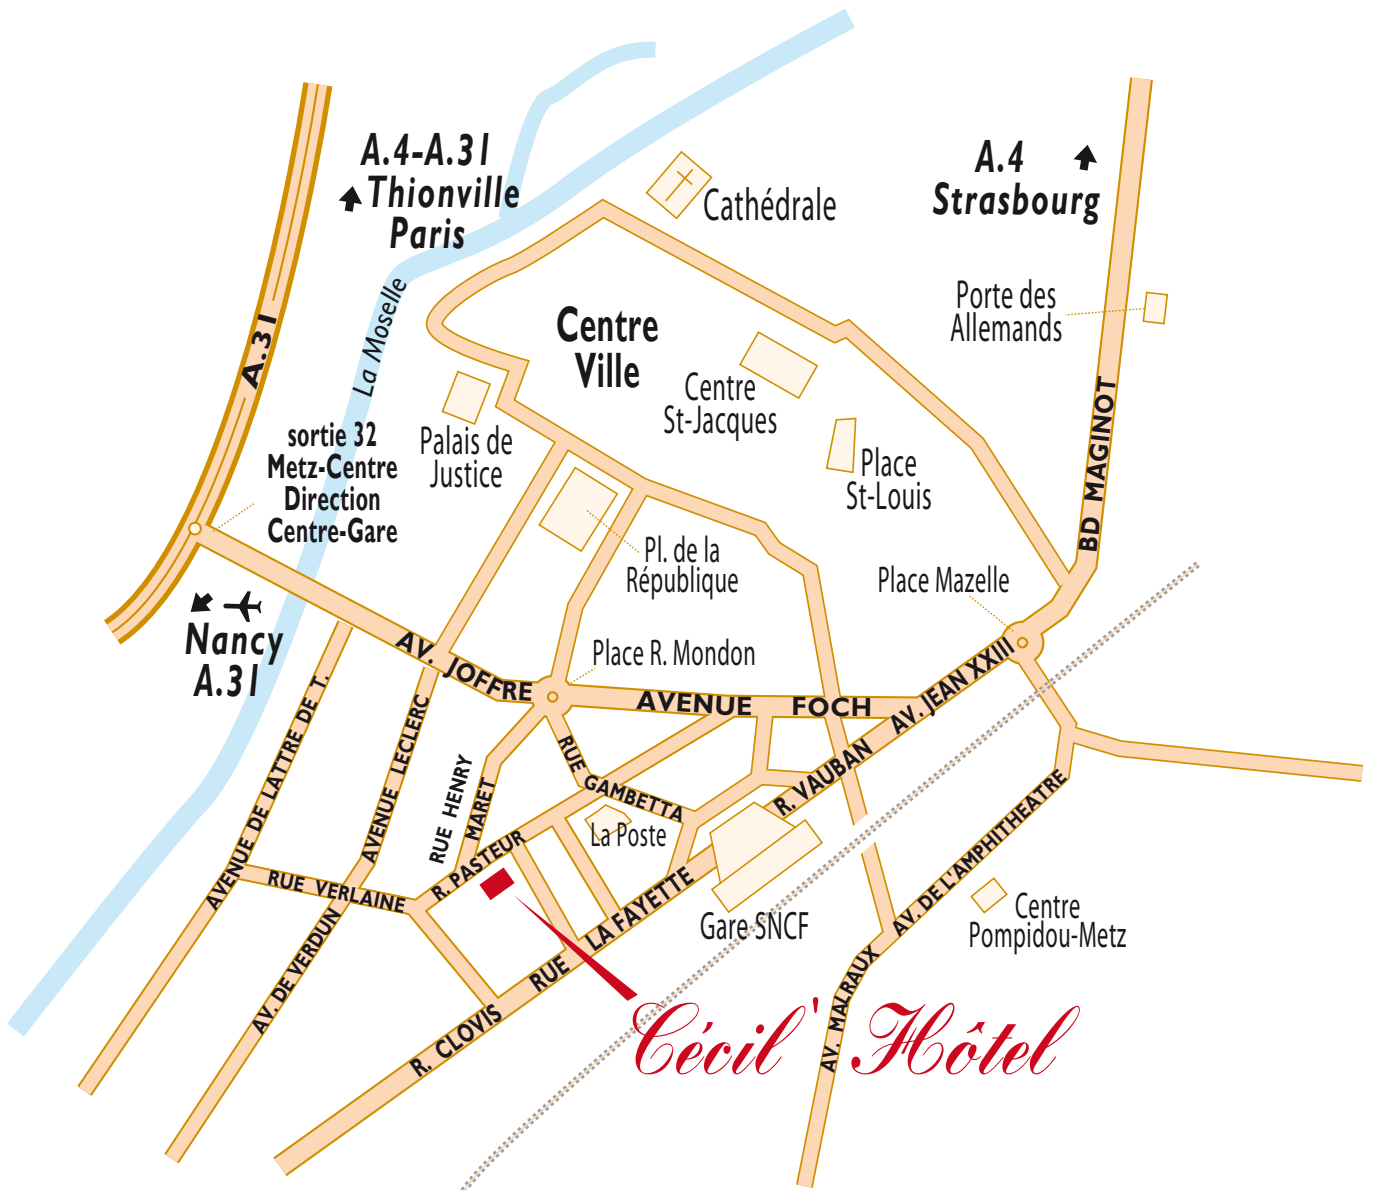 A.4-A.31
Thionville
Paris
A.4
Strasbourg
Cathédrale
Porte des
Allemands
A.31
La Moselle
Centre
Ville
Centre
St-Jacques
Place
St-Louis
BD MAGINOT
Palais de
Justice
sortie 32
Metz-Centre
Direction
Centre-Gare
Pl. de la
République
Place Mazelle
Nancy
A.31
Place R. Mondon
AV. JOFFRE
AVENUE FOCH
AV. JEAN XXIII
AVENUE DE LATTRE DE T.
AVENUE LECLERC
RUE HENRY
MARET
RUE GAMBETTA
R. VAUBAN
La Poste
R. PASTEUR
RUE VERLAINE
AV. DE VERDUN
RUE LA FAYETTE
R. CLOVIS
Gare SNCF
AV. DE L'AMPHITHEATRE
Centre
Pompidou-Metz
AV. MALRAUX
Cécil' Hôtel